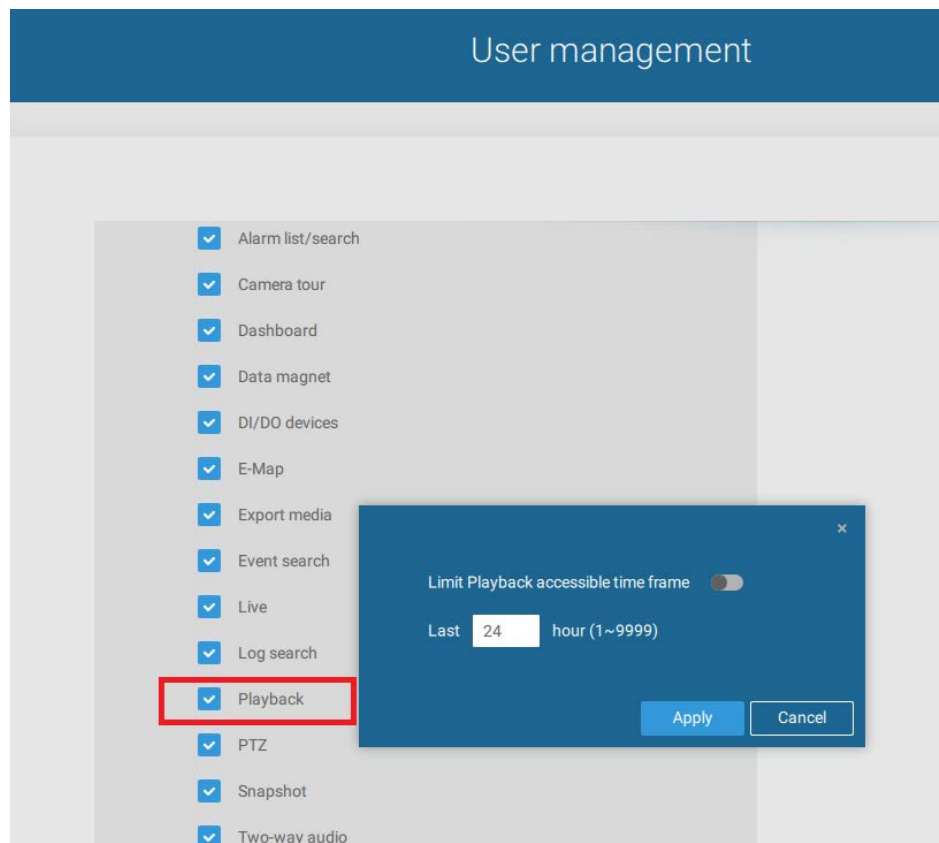 User management
Alarm list/search
Camera tour
Dashboard
Data magnet
DI/DO devices
E-Map
Export media
Event search
Live
Log search
Playback
PTZ
Snapshot
Two-way audio
×
Limit Playback accessible time frame
Last 24 hour (1~9999)
Apply Cancel